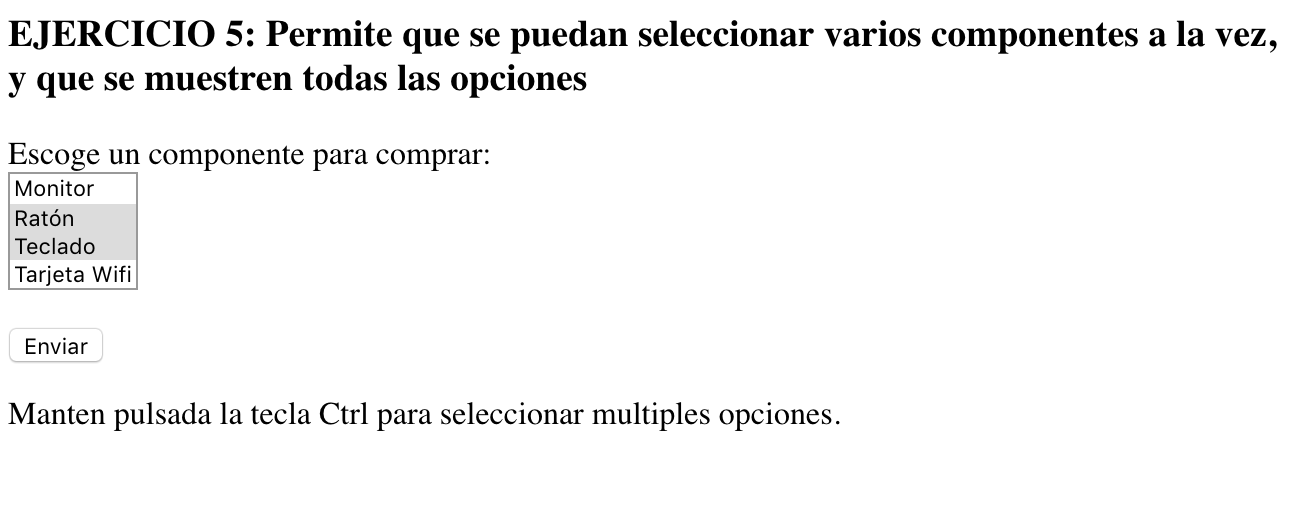 EJERCICIO 5: Permite que se puedan seleccionar varios componentes a la vez,
y que se muestren todas las opciones
Escoge un componente para comprar:
Monitor
Ratón
Teclado
Tarjeta Wifi
Enviar
Manten pulsada la tecla Ctrl para seleccionar multiples opciones.